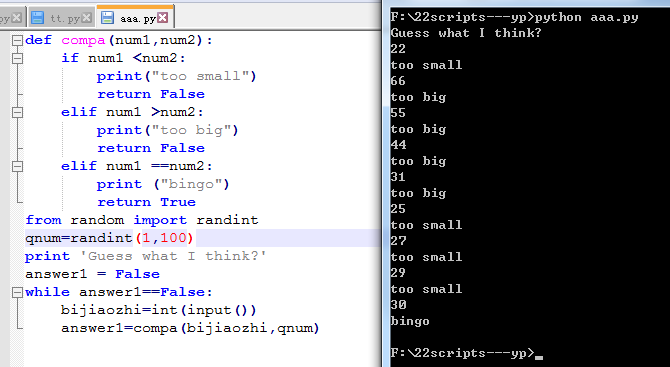 py
tt.py
aaa.py
def compa(num1,num2):
if num1 <num2:
print("too small")
return False
elif num1 >num2:
print("too big")
return False
elif num1 ==num2:
print ("bingo")
return True
from random import randint
qnum=randint(1,100)
print 'Guess what I think?'
answer1 = False
while answer1==False:
bijiaozhi=int(input())
answer1=compa(bijiaozhi,qnum)
F:\22scripts---yp>python aaa.py
Guess what I think?
22
too small
66
too big
55
too big
44
too big
31
too big
25
too small
27
too small
29
too small
30
bingo
F:\22scripts---yp>_